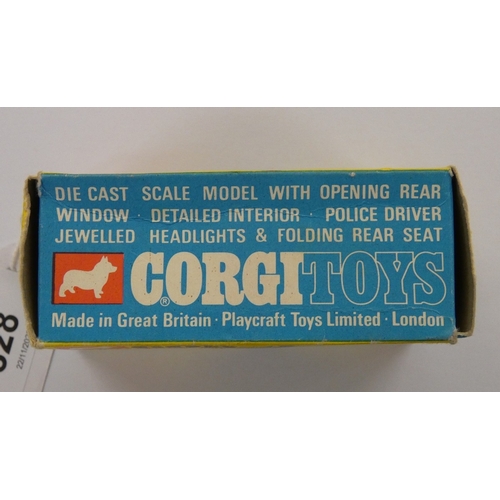 DIE CAST SCALE MODEL WITH OPENING REAR
WINDOW · DETAILED INTERIOR · POLICE DRIVER
JEWELLED HEADLIGHTS & FOLDING REAR SEAT
CORGI TOYS
®
Made in Great Britain · Playcraft Toys Limited · London